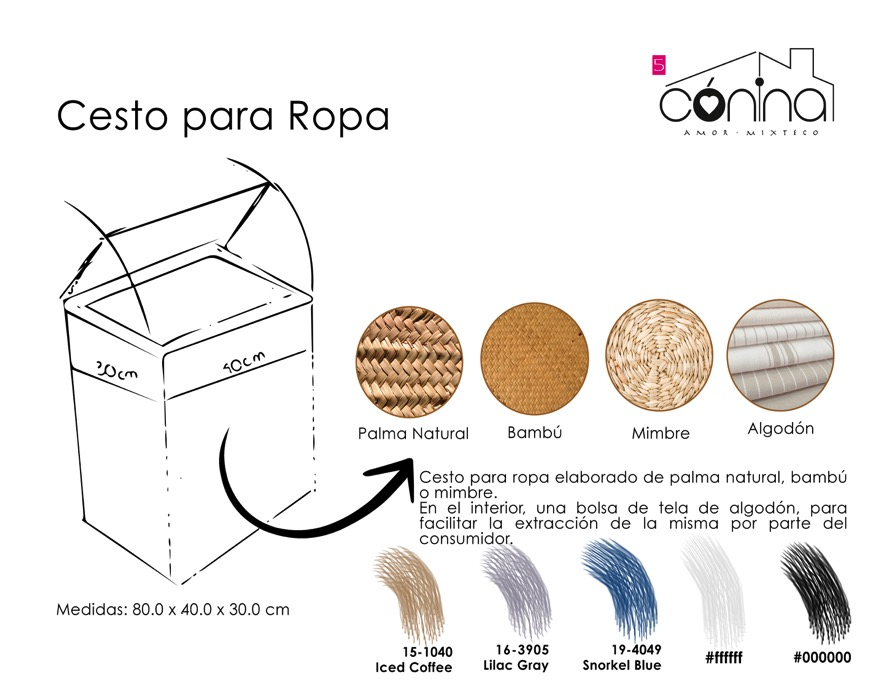 5
cónina
AMOR · MIXTECO
Cesto para Ropa
30cm
40cm
Palma Natural
Bambú
Mimbre
Algodón
Cesto para ropa elaborado de palma natural, bambú
o mimbre.
En el interior, una bolsa de tela de algodón, para
facilitar la extracción de la misma por parte del
consumidor.
Medidas: 80.0 x 40.0 x 30.0 cm
15-1040
Iced Coffee
16-3905
Lilac Gray
19-4049
Snorkel Blue
#ffffff
#000000